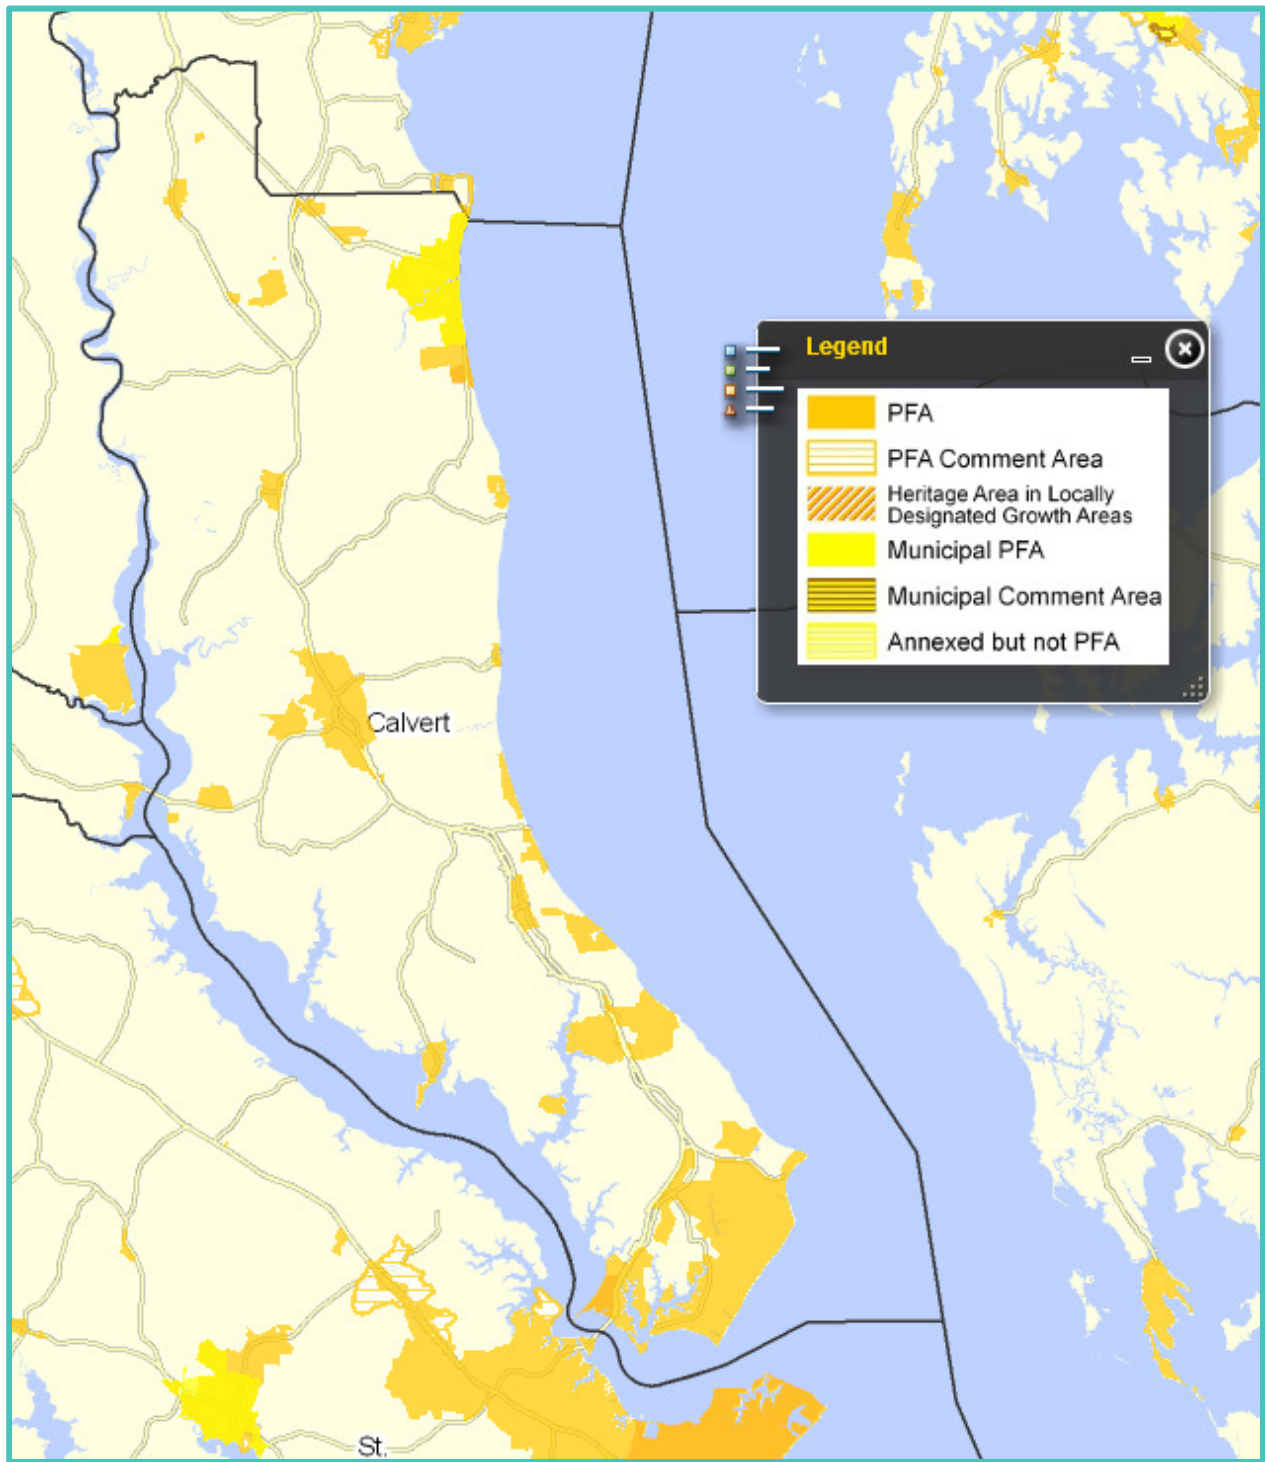 Legend
PFA
PFA Comment Area
Heritage Area in Locally
Designated Growth Areas
Municipal PFA
Municipal Comment Area
Annexed but not PFA
Calvert
St.